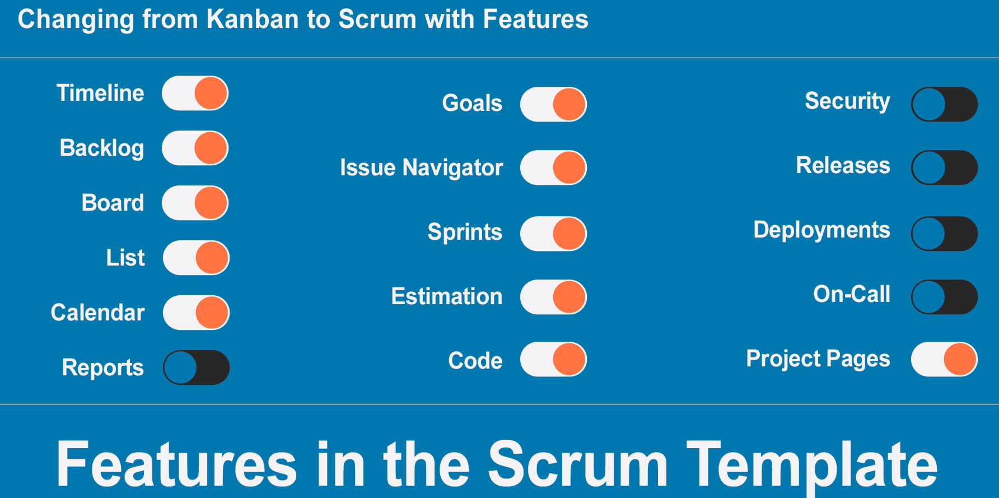 Changing from Kanban to Scrum with Features
Timeline
Backlog
Board
List
Calendar
Reports
Goals
Issue Navigator
Sprints
Estimation
Code
Security
Releases
Deployments
On-Call
Project Pages
Features in the Scrum Template